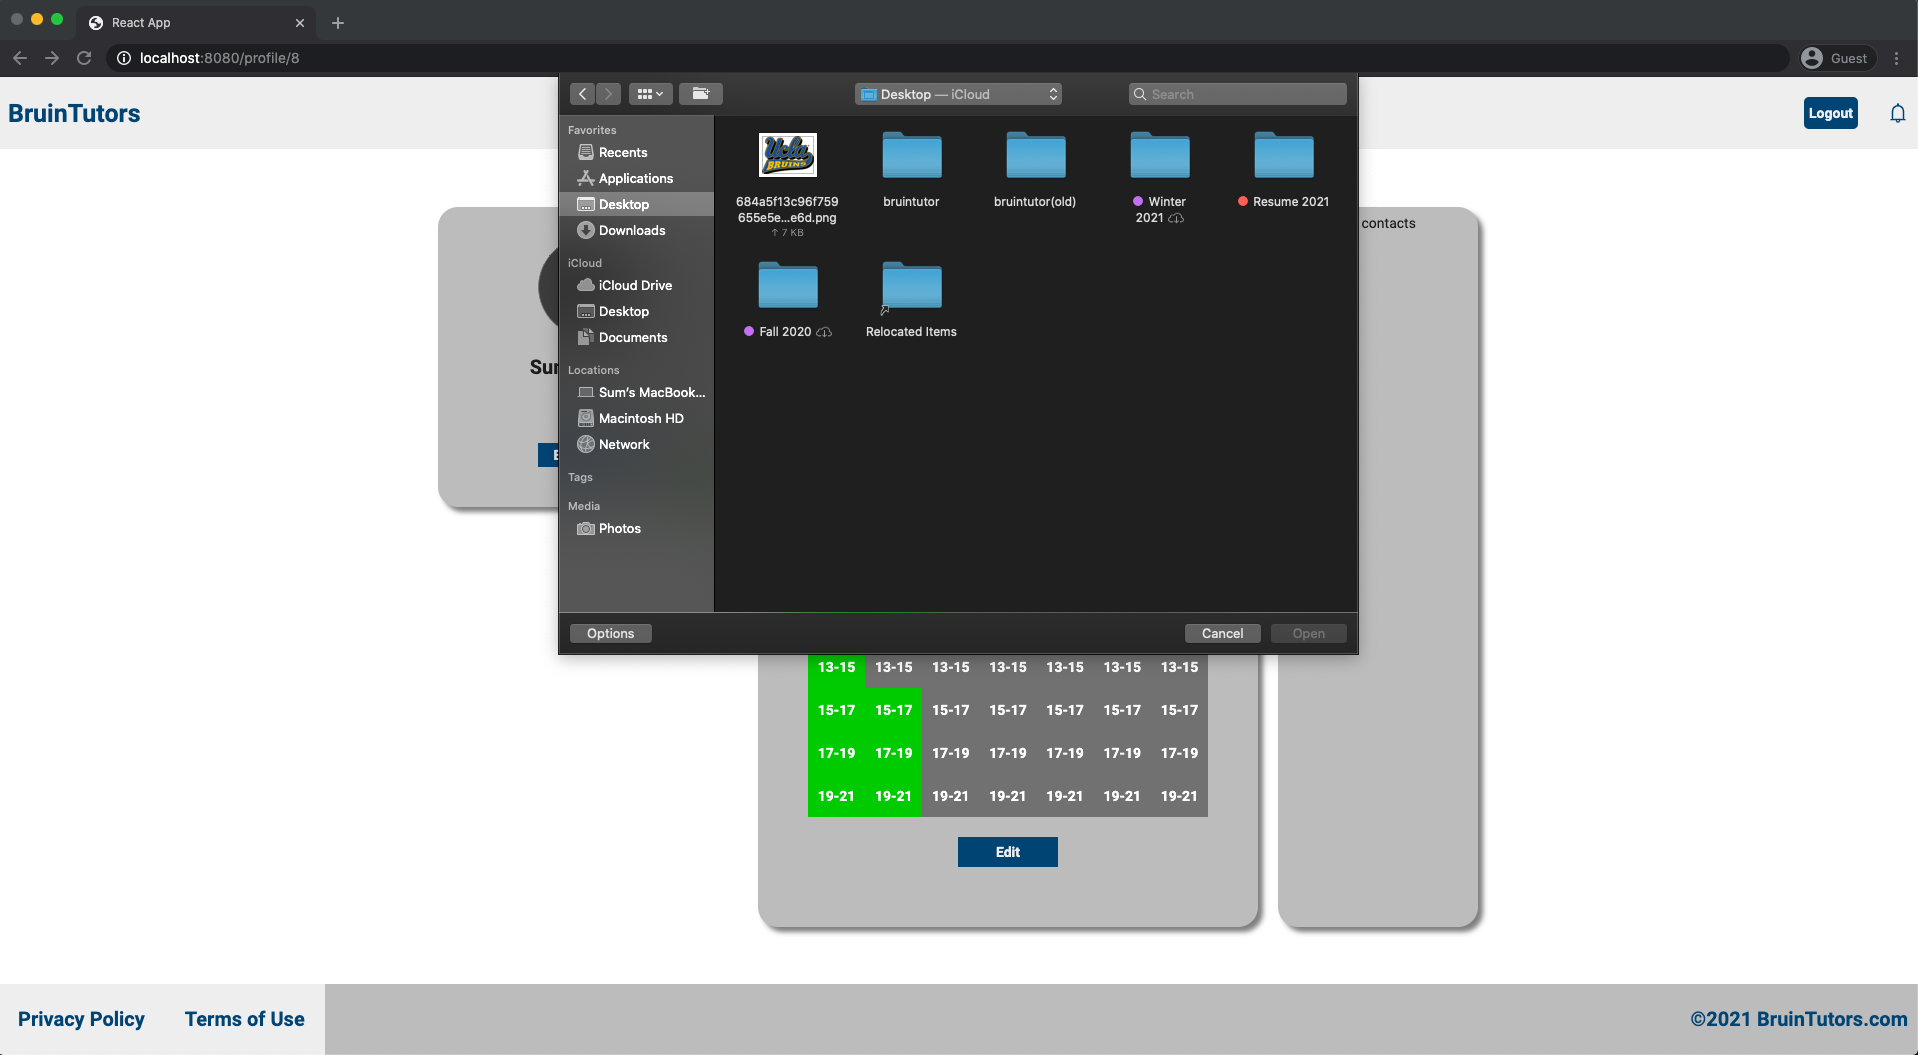 React App
localhost:8080/profile/8
Guest
BruinTutors
Logout
Desktop — iCloud
Search
Favorites
Recents
Applications
Desktop
Downloads
iCloud
iCloud Drive
Desktop
Documents
Locations
Sum's MacBook...
Macintosh HD
Network
Tags
Media
Photos
Ucla
BRUINS
684a5f13c96f759
655e5e...e6d.png
↑ 7 KB
bruintutor
bruintutor(old)
Winter
2021
Resume 2021
Fall 2020
Relocated Items
Options
Cancel
Open
contacts
13-15 13-15 13-15 13-15 13-15 13-15 13-15
15-17 15-17 15-17 15-17 15-17 15-17 15-17
17-19 17-19 17-19 17-19 17-19 17-19 17-19
19-21 19-21 19-21 19-21 19-21 19-21 19-21
Edit
Privacy Policy
Terms of Use
©2021 BruinTutors.com